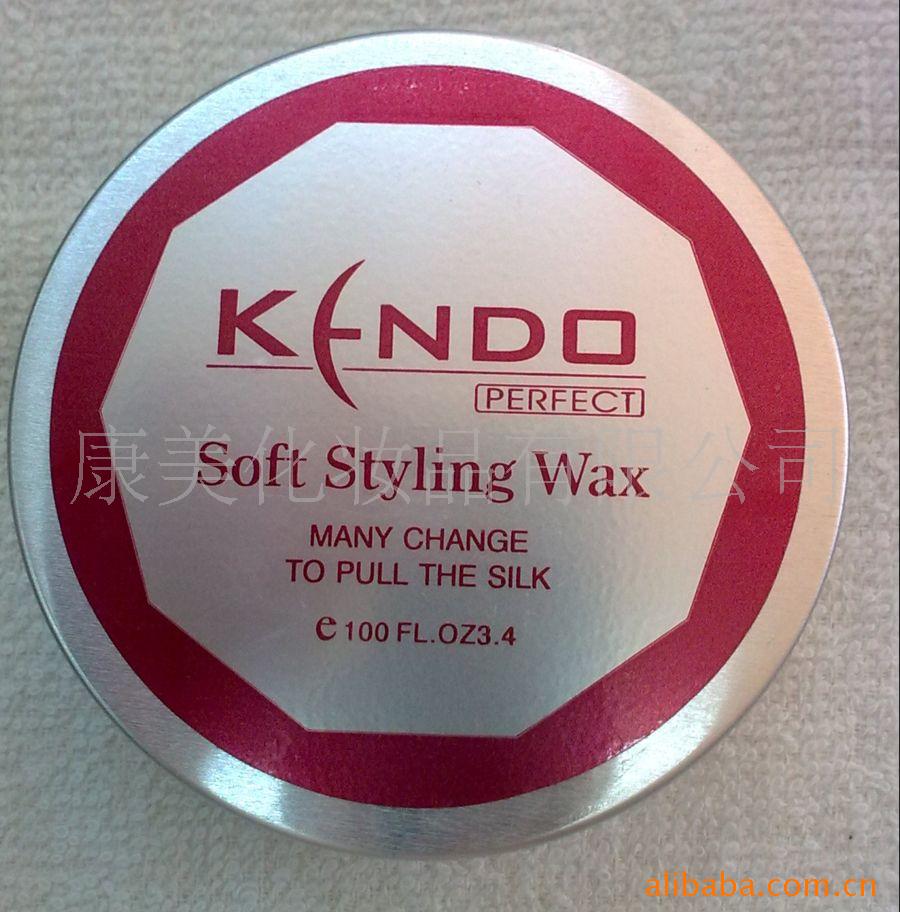 KENDO
PERFECT
康美化妆品有限公司
Soft Styling Wax
MANY CHANGE
TO PULL THE SILK
e 100 FL.OZ3.4
alibaba.com.cn